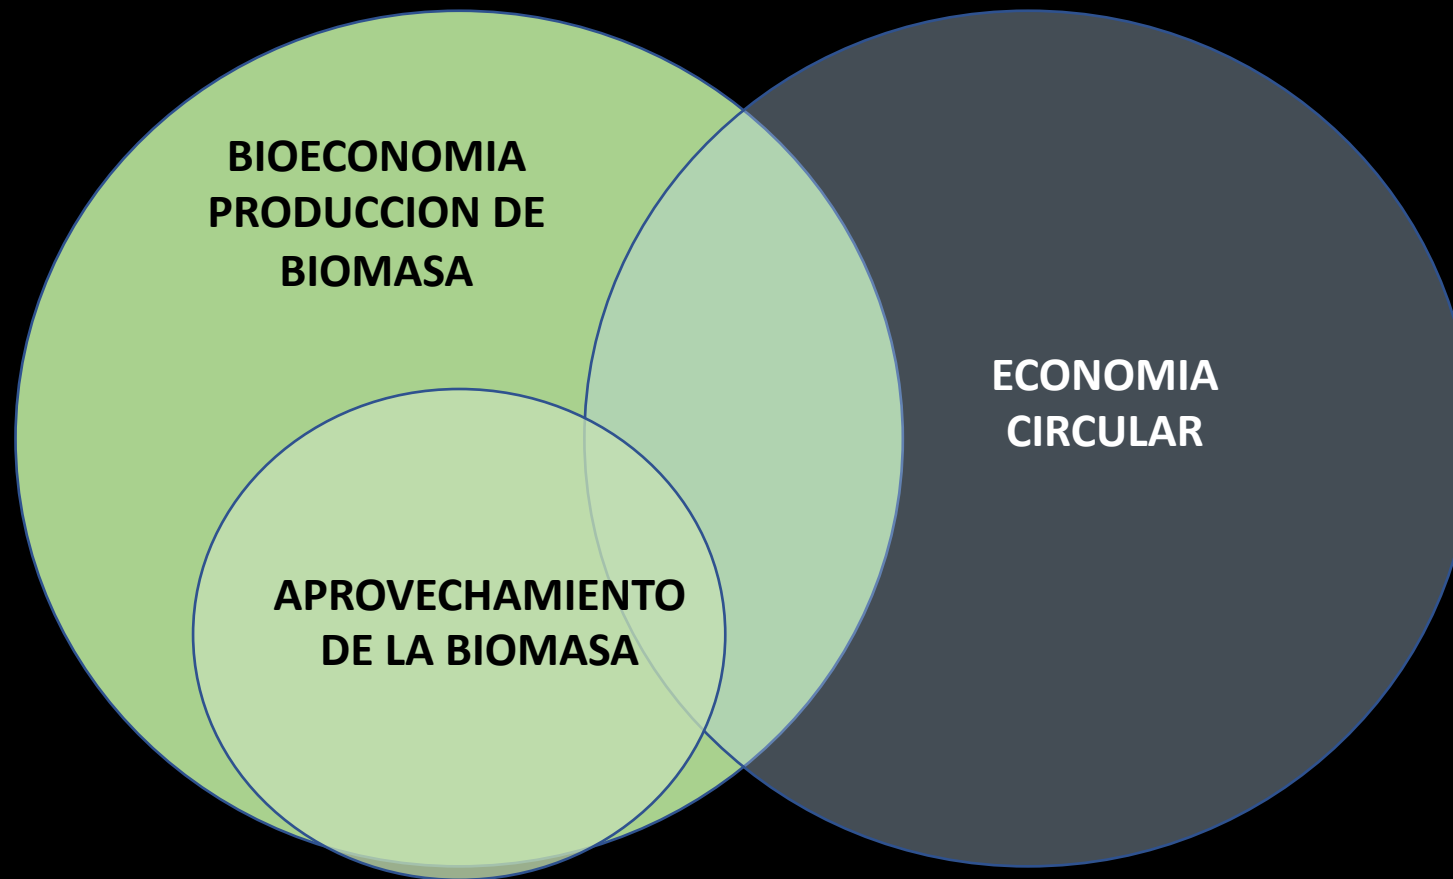 BIOECONOMIA
PRODUCCION DE
BIOMASA
ECONOMIA
CIRCULAR
APROVECHAMIENTO
DE LA BIOMASA